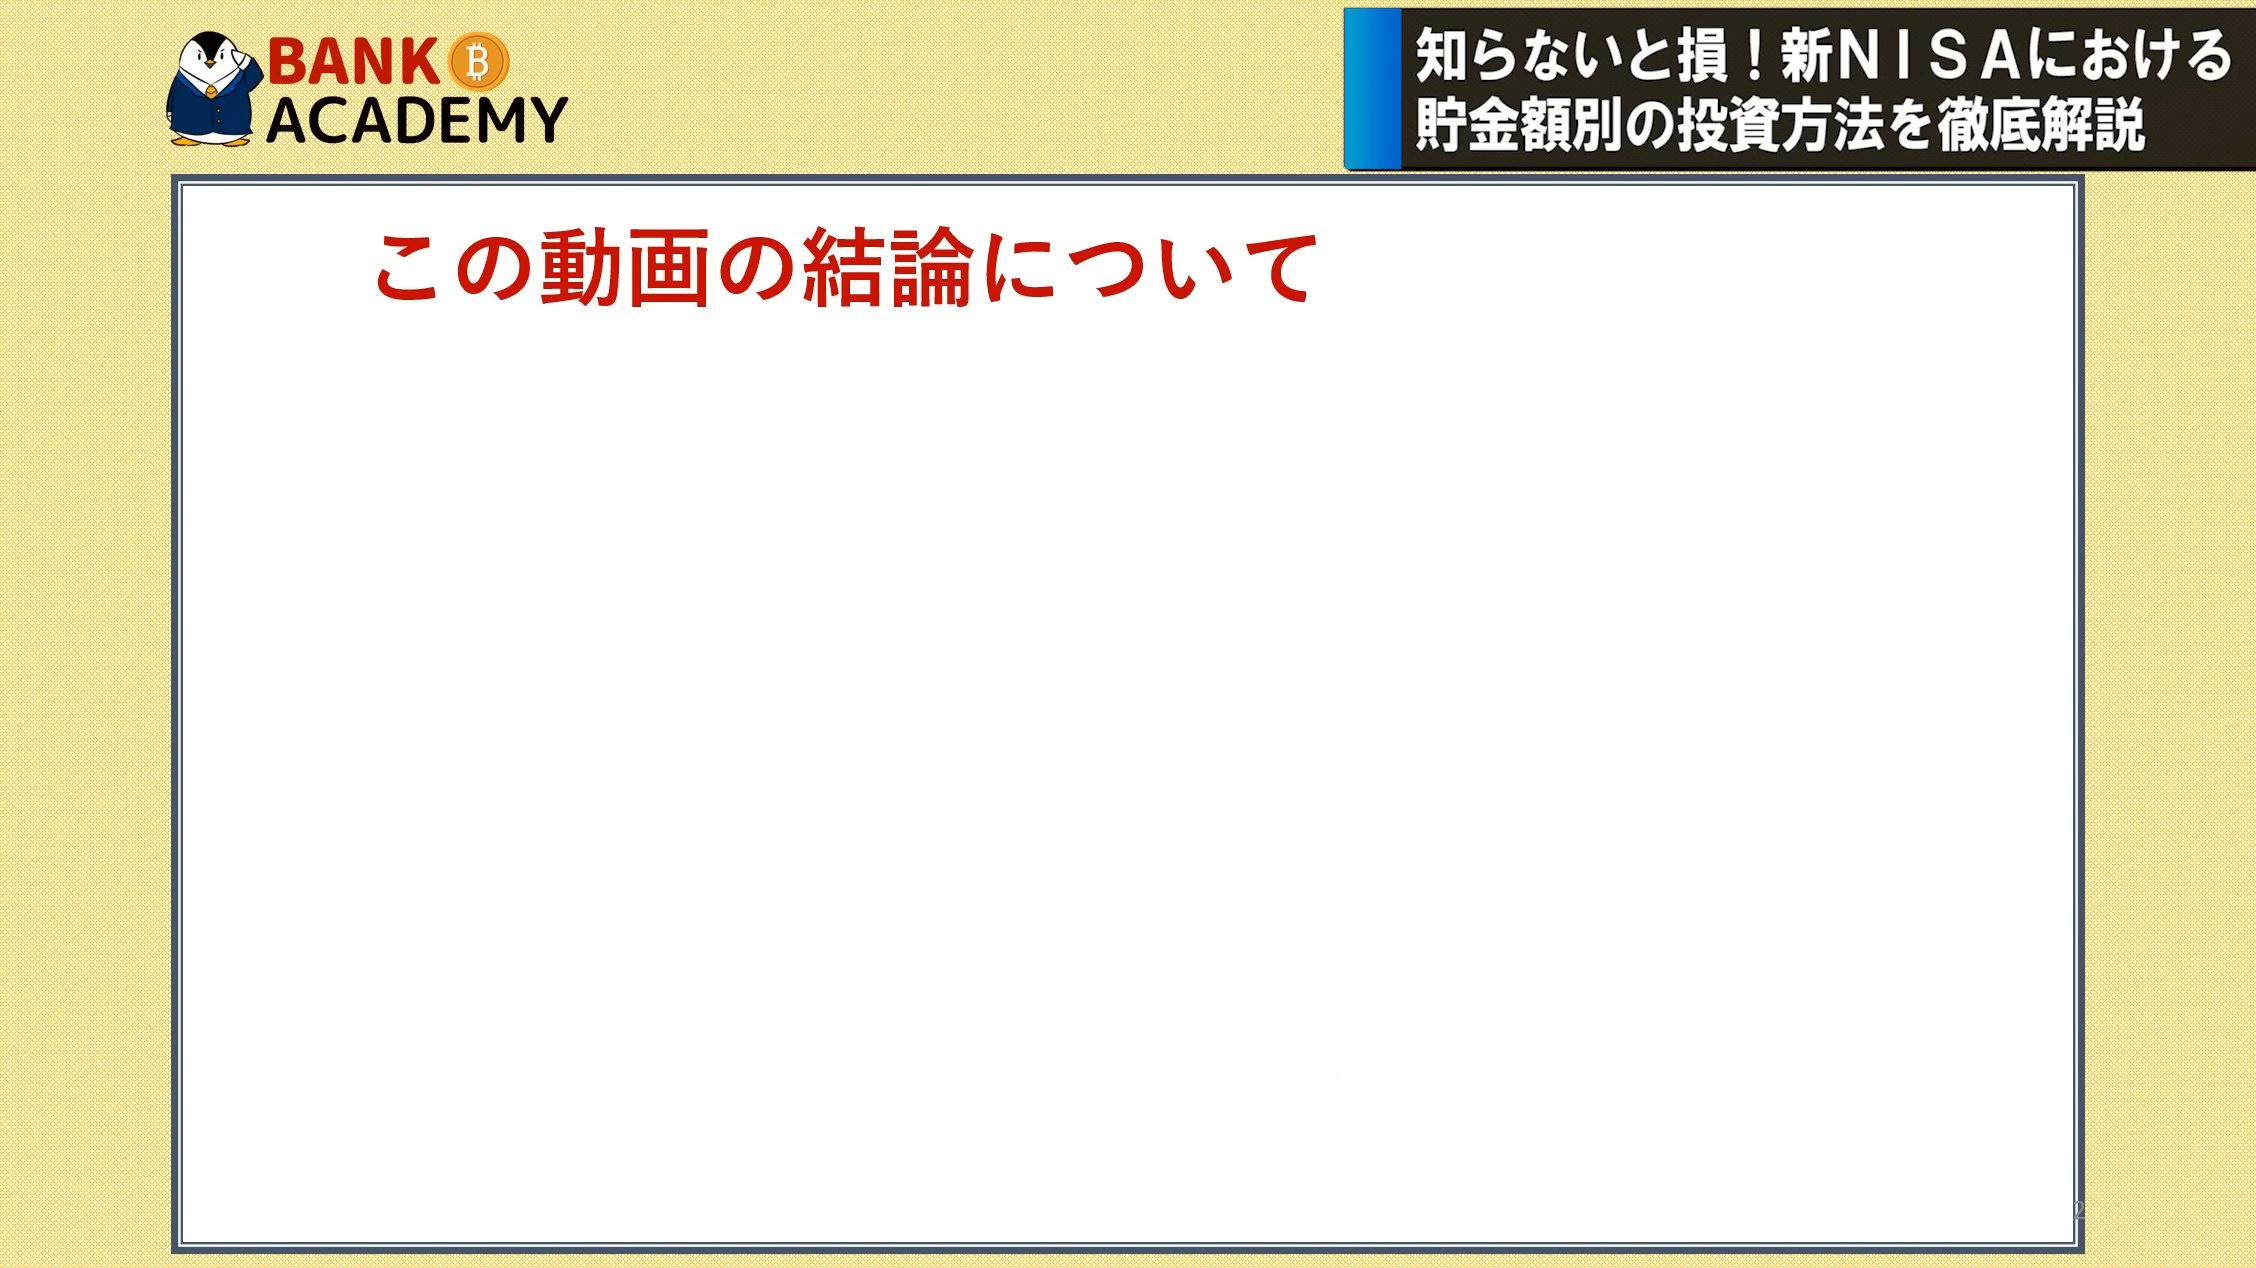 BANK
ACADEMY
知らないと損！新ＮＩＳＡにおける
貯金額別の投資方法を徹底解説
この動画の結論について
2